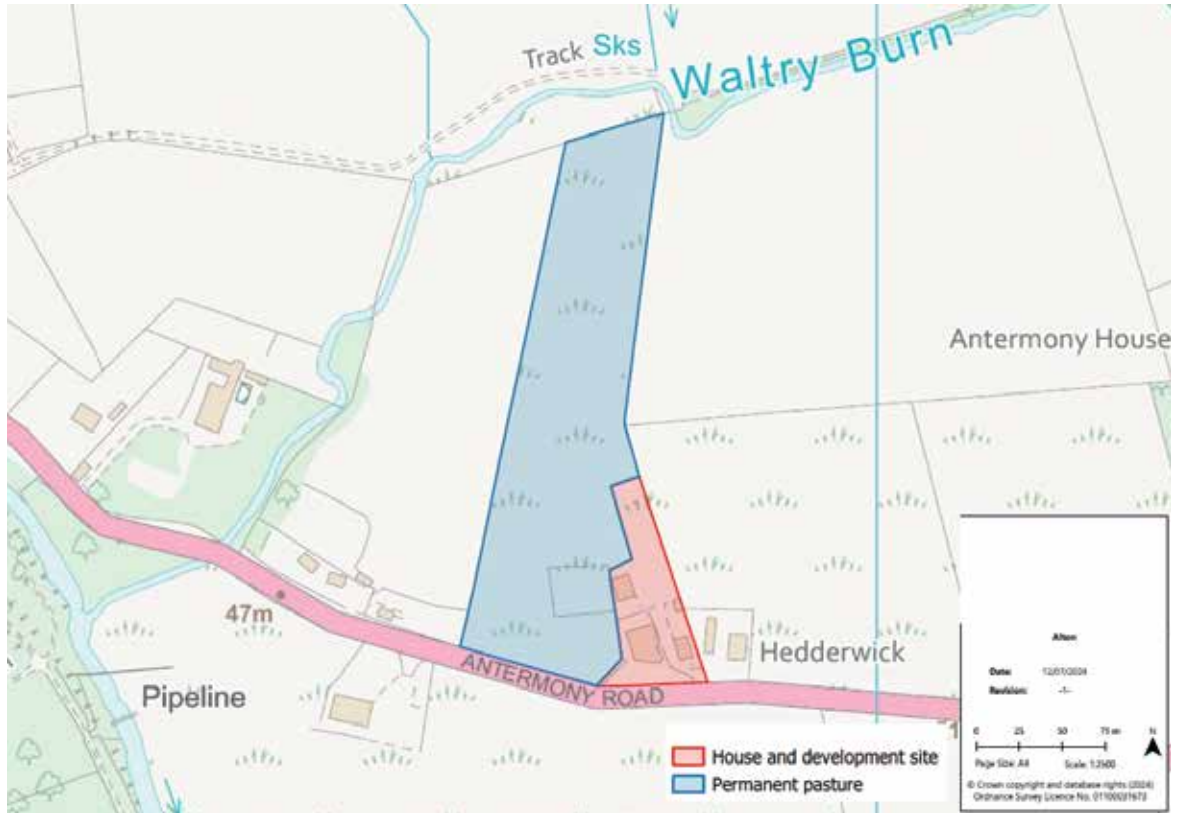 Track Sks
Waltry Burn
Antermony House
47m
ANTERMONY ROAD
Hedderwick
Pipeline
House and development site
Permanent pasture
Alton
Date: 12/07/2024
Revision: -1-
0 25 50 75 m N
Page Size: A4 Scale: 1:2500
© Crown copyright and database rights (2024)
Ordnance Survey Licence No. 01100031673